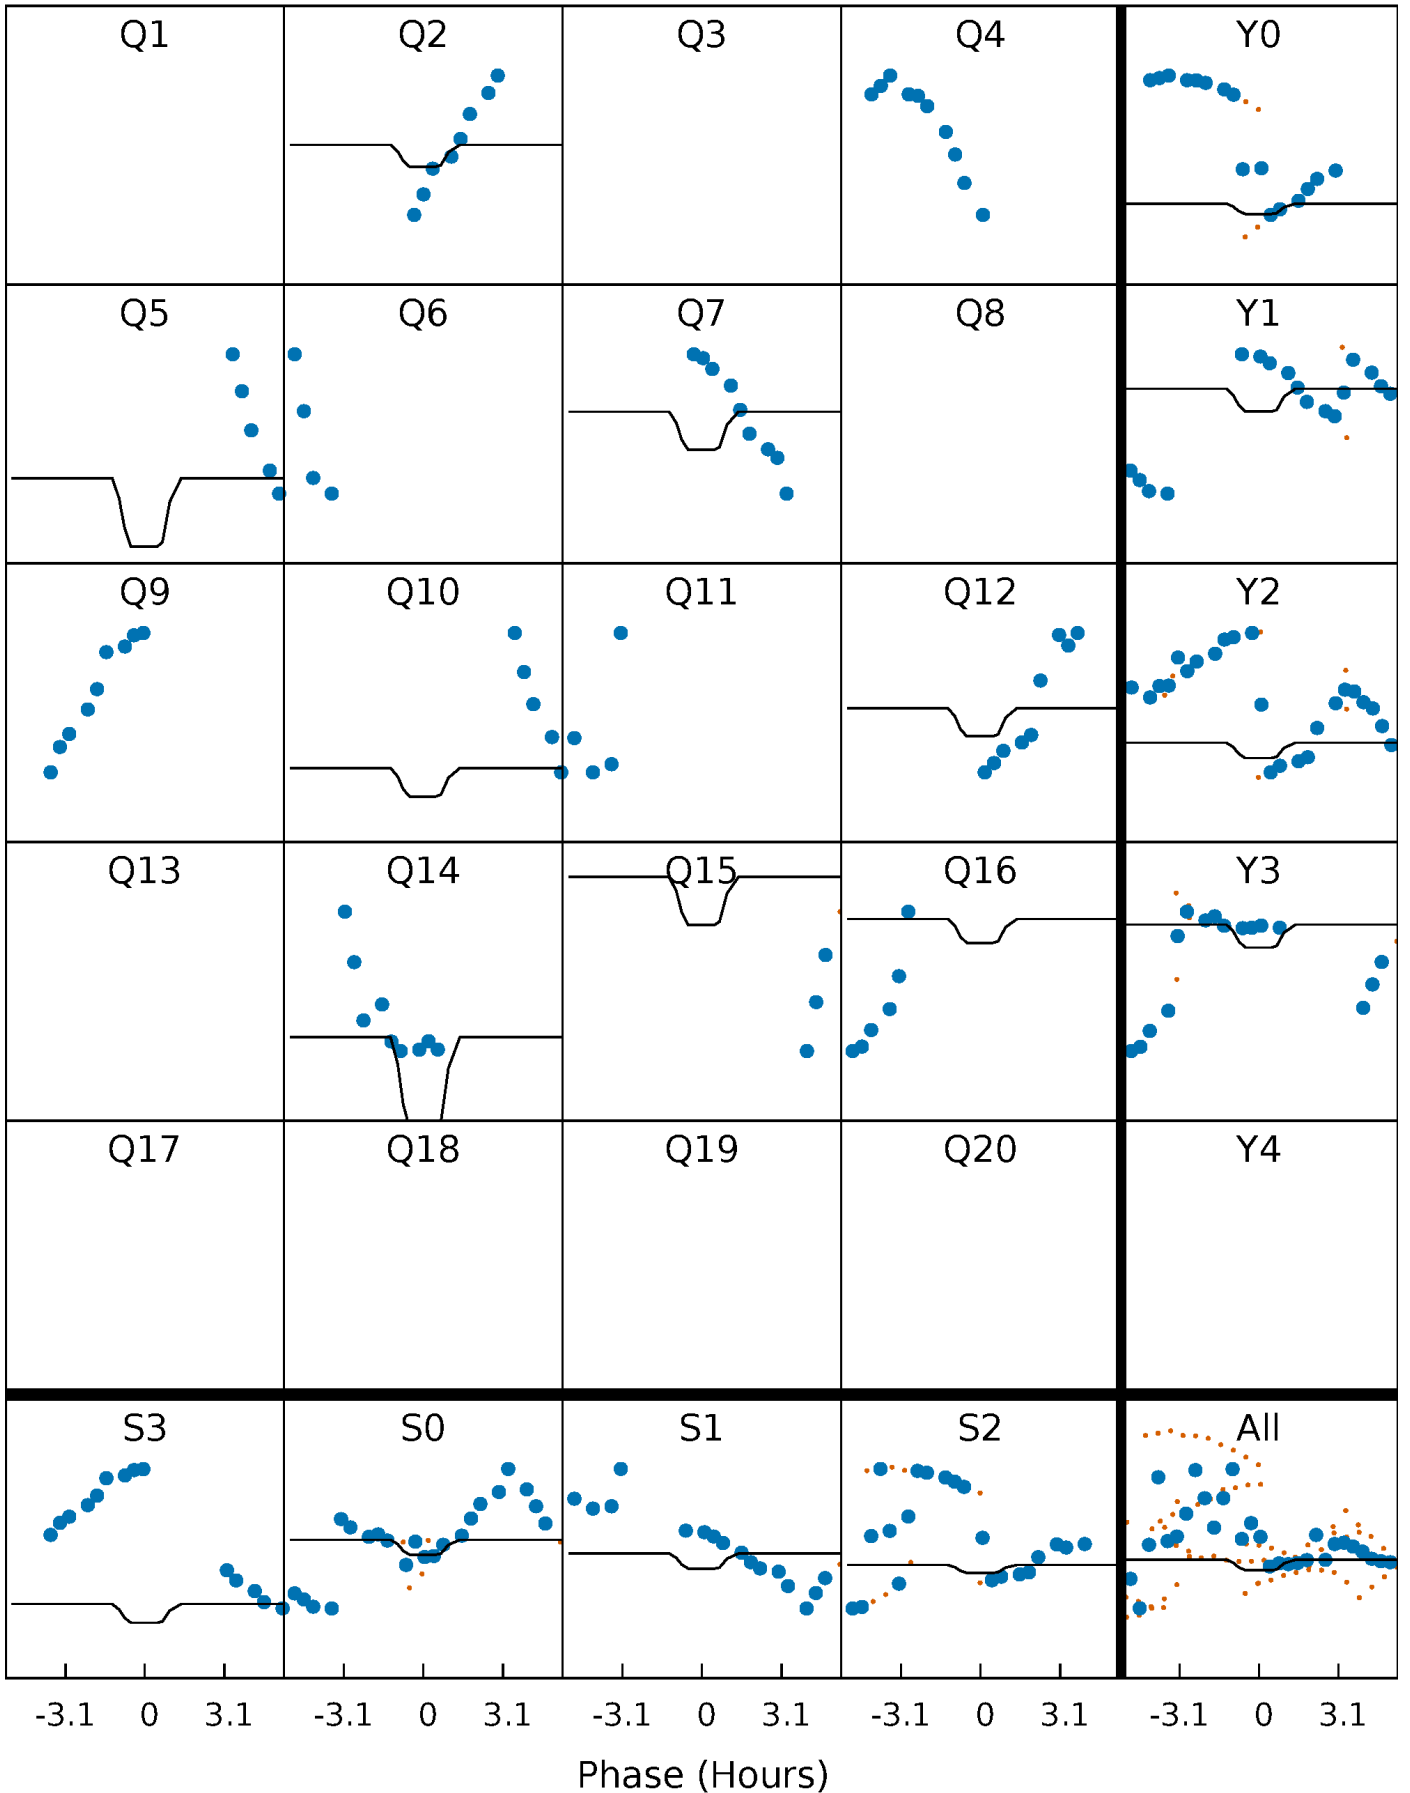 Q1 Q2 Q3 Q4 Y0
Q5 Q6 Q7 Q8 Y1
Q9 Q10 Q11 Q12 Y2
Q13 Q14 Q15 Q16 Y3
Q17 Q18 Q19 Q20 Y4
S3 S0 S1 S2 All
-3.1 0 3.1 -3.1 0 3.1 -3.1 0 3.1 -3.1 0 3.1 -3.1 0 3.1
Phase (Hours)